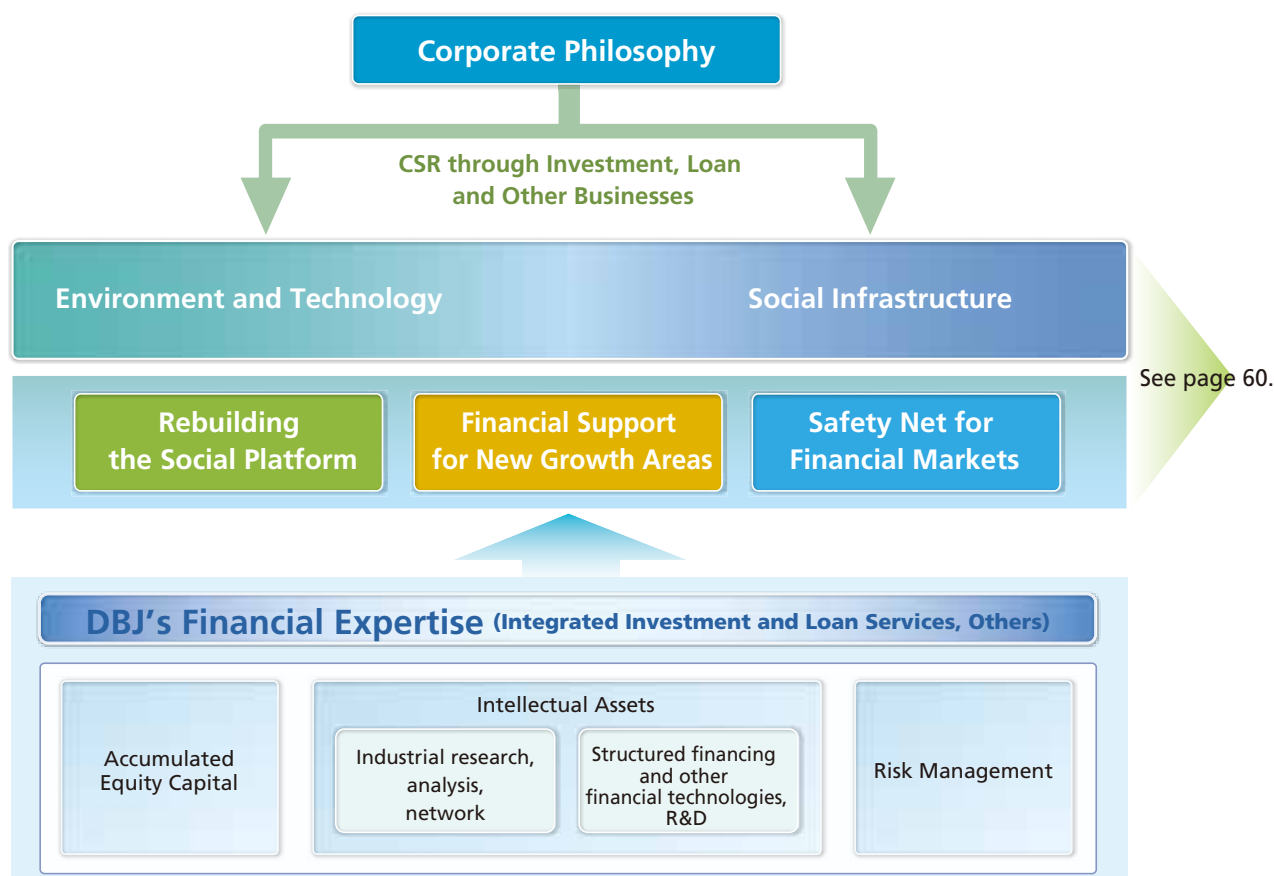 Corporate Philosophy
CSR through Investment, Loan
and Other Businesses
Environment and Technology
Social Infrastructure
See page 60.
Rebuilding
the Social Platform
Financial Support
for New Growth Areas
Safety Net for
Financial Markets
DBJ's Financial Expertise (Integrated Investment and Loan Services, Others)
Accumulated
Equity Capital
Intellectual Assets
Industrial research,
analysis,
network
Structured financing
and other
financial technologies,
R&D
Risk Management